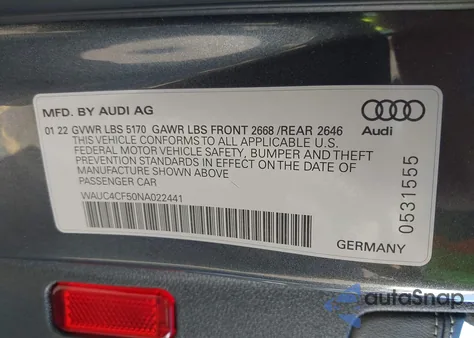 MFD. BY AUDI AG
01 22 GVWR LBS 5170 GAWR LBS FRONT 2668 /REAR 2646
THIS VEHICLE CONFORMS TO ALL APPLICABLE U.S.
FEDERAL MOTOR VEHICLE SAFETY, BUMPER AND THEFT
PREVENTION STANDARDS IN EFFECT ON THE DATE OF
MANUFACTURE SHOWN ABOVE
PASSENGER CAR
WAUC4CF50NA022441
Audi
0531555
GERMANY
autoSnap